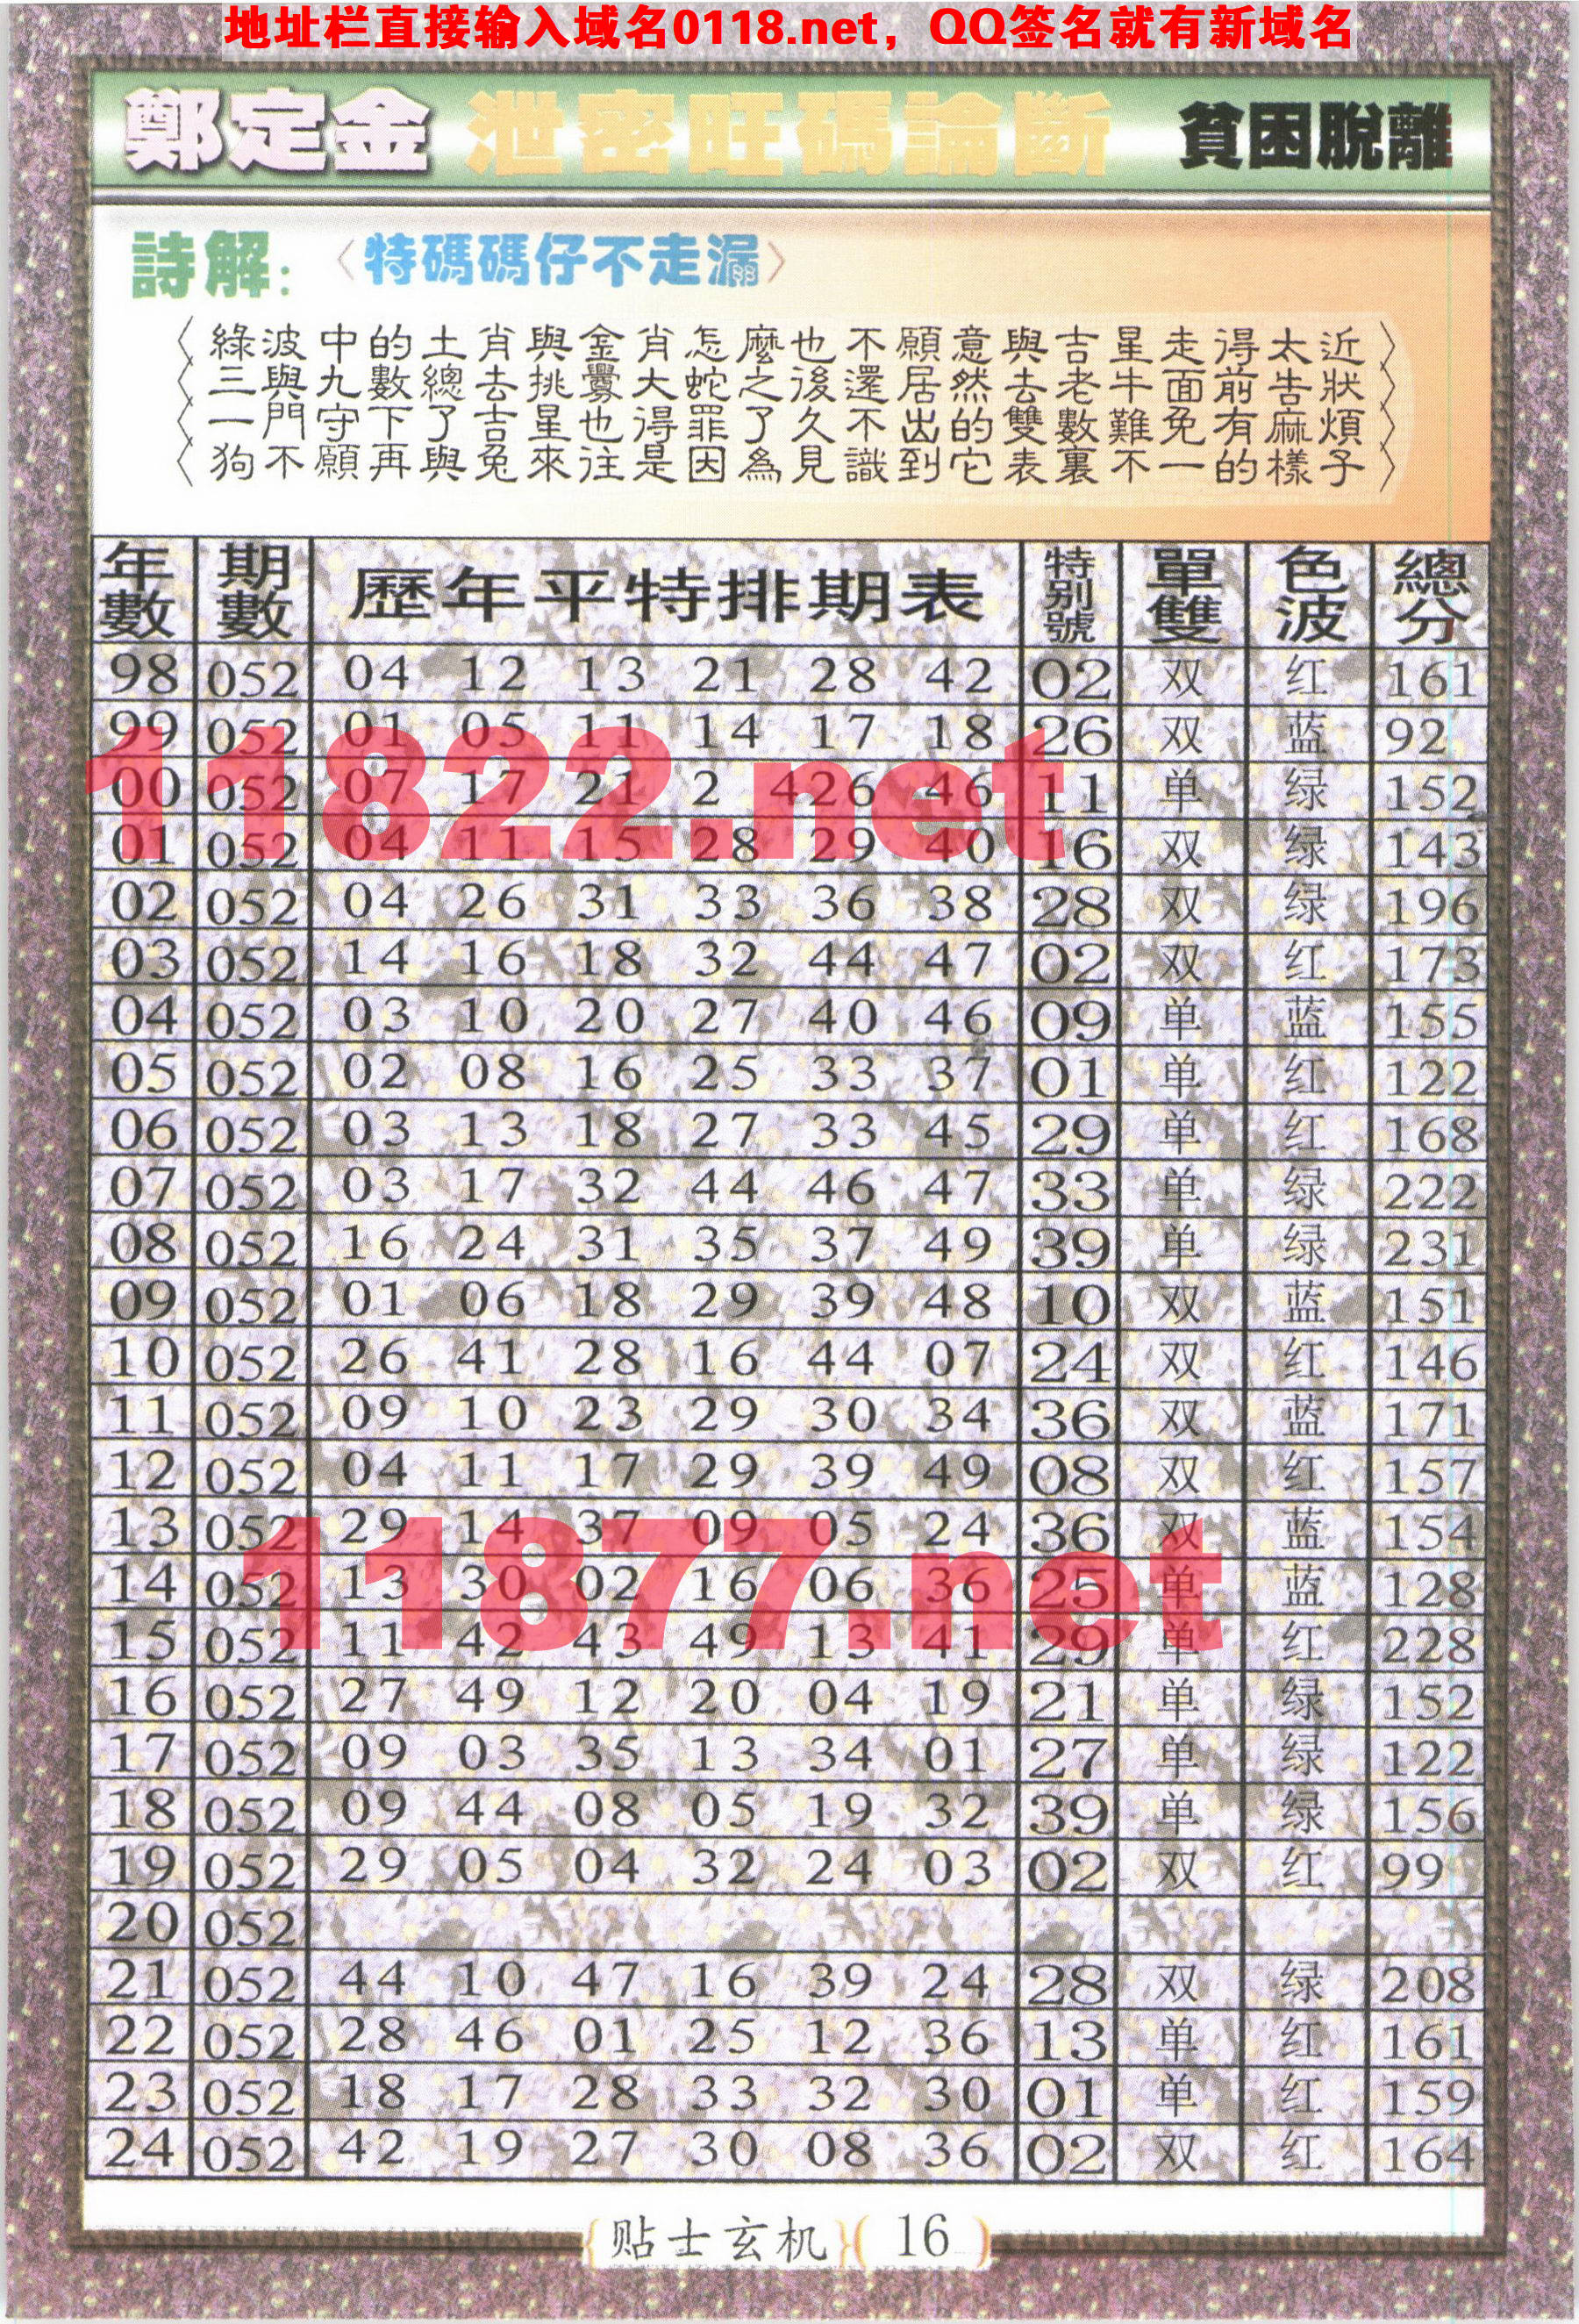 地址栏直接输入域名0118.net，QQ签名就有新域名
鄭定金 泄密旺碼論斷 貧困脫離
詩解：〈特碼碼仔不走漏〉
〈綠波中的土肖與金肖怎麼也不願意與吉星走得太近〉
〈三與九數總去挑釁大蛇之後還居然去老牛面前告狀〉
〈一門守下了吉星也得罪了久不出的雙數難免有麻煩〉
〈狗不願再與兔來往是因為見識到它表裏不一的樣子〉
年數 期數 歷年平特排期表 特别號 單雙 色波 總分
98 052 04 12 13 21 28 42 02 双 红 161
99 052 01 05 11 14 17 18 26 双 蓝 92
00 052 07 17 21 2 426 46 11 单 绿 152
11822.net
01 052 04 11 15 28 29 40 16 双 绿 143
02 052 04 26 31 33 36 38 28 双 绿 196
03 052 14 16 18 32 44 47 02 双 红 173
04 052 03 10 20 27 40 46 09 单 蓝 155
05 052 02 08 16 25 33 37 01 单 红 122
06 052 03 13 18 27 33 45 29 单 红 168
07 052 03 17 32 44 46 47 33 单 绿 222
08 052 16 24 31 35 37 49 39 单 绿 231
09 052 01 06 18 29 39 48 10 双 蓝 151
10 052 26 41 28 16 44 07 24 双 红 146
11 052 09 10 23 29 30 34 36 双 蓝 171
12 052 04 11 17 29 39 49 08 双 红 157
13 052 29 14 37 09 05 24 36 双 蓝 154
14 052 13 30 02 16 06 36 25 单 蓝 128
11877.net
15 052 11 42 43 49 13 41 29 单 红 228
16 052 27 49 12 20 04 19 21 单 绿 152
17 052 09 03 35 13 34 01 27 单 绿 122
18 052 09 44 08 05 19 32 39 单 绿 156
19 052 29 05 04 32 24 03 02 双 红 99
20 052
21 052 44 10 47 16 39 24 28 双 绿 208
22 052 28 46 01 25 12 36 13 单 红 161
23 052 18 17 28 33 32 30 01 单 红 159
24 052 42 19 27 30 08 36 02 双 红 164
{贴士玄机}( 16 )